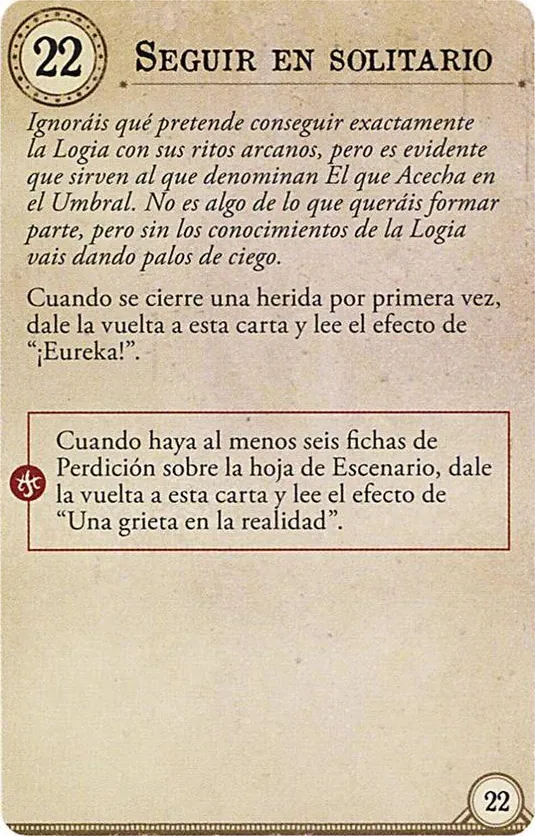 22
SEGUIR EN SOLITARIO
Ignoráis qué pretende conseguir exactamente
la Logia con sus ritos arcanos, pero es evidente
que sirven al que denominan El que Acecha en
el Umbral. No es algo de lo que queráis formar
parte, pero sin los conocimientos de la Logia
vais dando palos de ciego.
Cuando se cierre una herida por primera vez,
dale la vuelta a esta carta y lee el efecto de
“¡Eureka!”.
Cuando haya al menos seis fichas de
Perdición sobre la hoja de Escenario, dale
la vuelta a esta carta y lee el efecto de
“Una grieta en la realidad”.
22